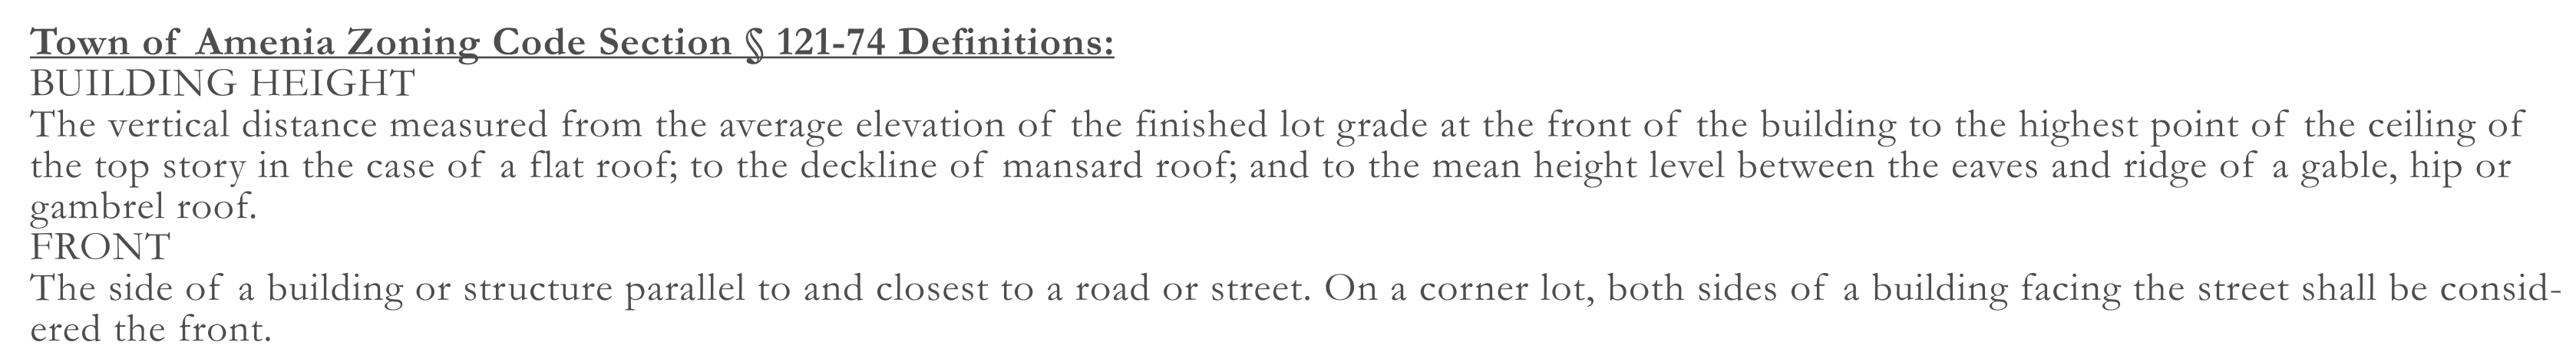 Town of Amenia Zoning Code Section § 121-74 Definitions:
BUILDING HEIGHT
The vertical distance measured from the average elevation of the finished lot grade at the front of the building to the highest point of the ceiling of
the top story in the case of a flat roof; to the deckline of mansard roof; and to the mean height level between the eaves and ridge of a gable, hip or
gambrel roof.
FRONT
The side of a building or structure parallel to and closest to a road or street. On a corner lot, both sides of a building facing the street shall be consid-
ered the front.